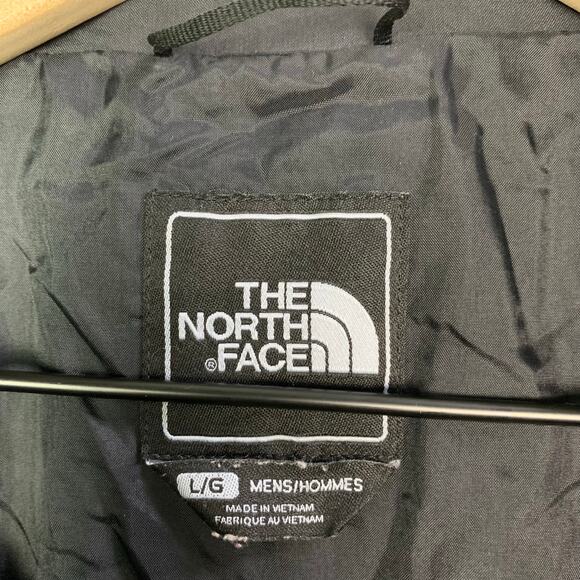 THE
NORTH
®FACE
L/G MENS/HOMMES
MADE IN VIETNAM
FABRIQUE AU VIETNAM